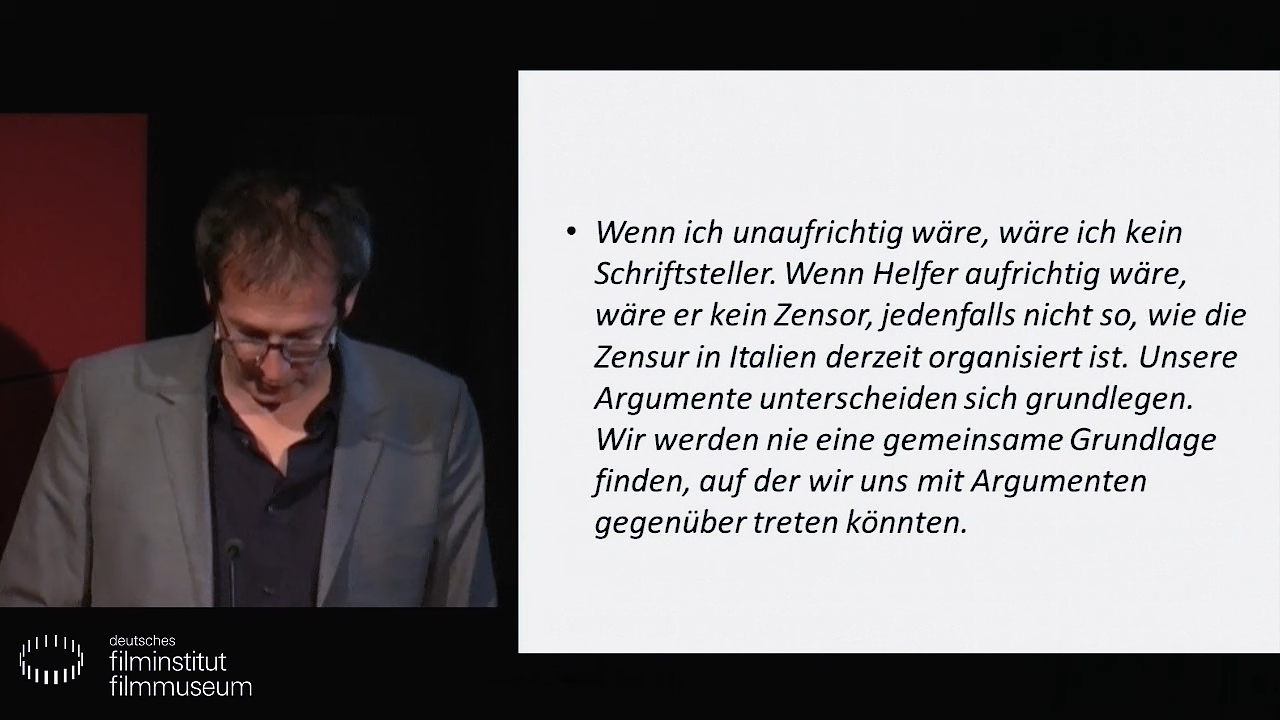 • Wenn ich unaufrichtig wäre, wäre ich kein
Schriftsteller. Wenn Helfer aufrichtig wäre,
wäre er kein Zensor, jedenfalls nicht so, wie die
Zensur in Italien derzeit organisiert ist. Unsere
Argumente unterscheiden sich grundlegen.
Wir werden nie eine gemeinsame Grundlage
finden, auf der wir uns mit Argumenten
gegenüber treten könnten.
deutsches
filminstitut
filmmuseum